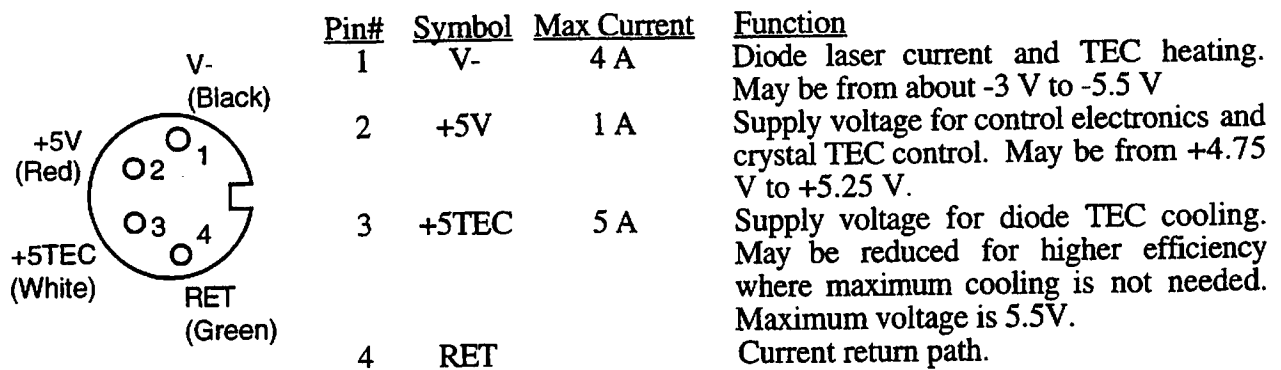 V-
(Black)
+5V
(Red)
1
2
3
4
+5TEC
(White)
RET
(Green)
Pin# Symbol Max Current Function
1 V- 4 A Diode laser current and TEC heating.
May be from about -3 V to -5.5 V
2 +5V 1 A Supply voltage for control electronics and
crystal TEC control. May be from +4.75
V to +5.25 V.
3 +5TEC 5 A Supply voltage for diode TEC cooling.
May be reduced for higher efficiency
where maximum cooling is not needed.
Maximum voltage is 5.5V.
4 RET Current return path.